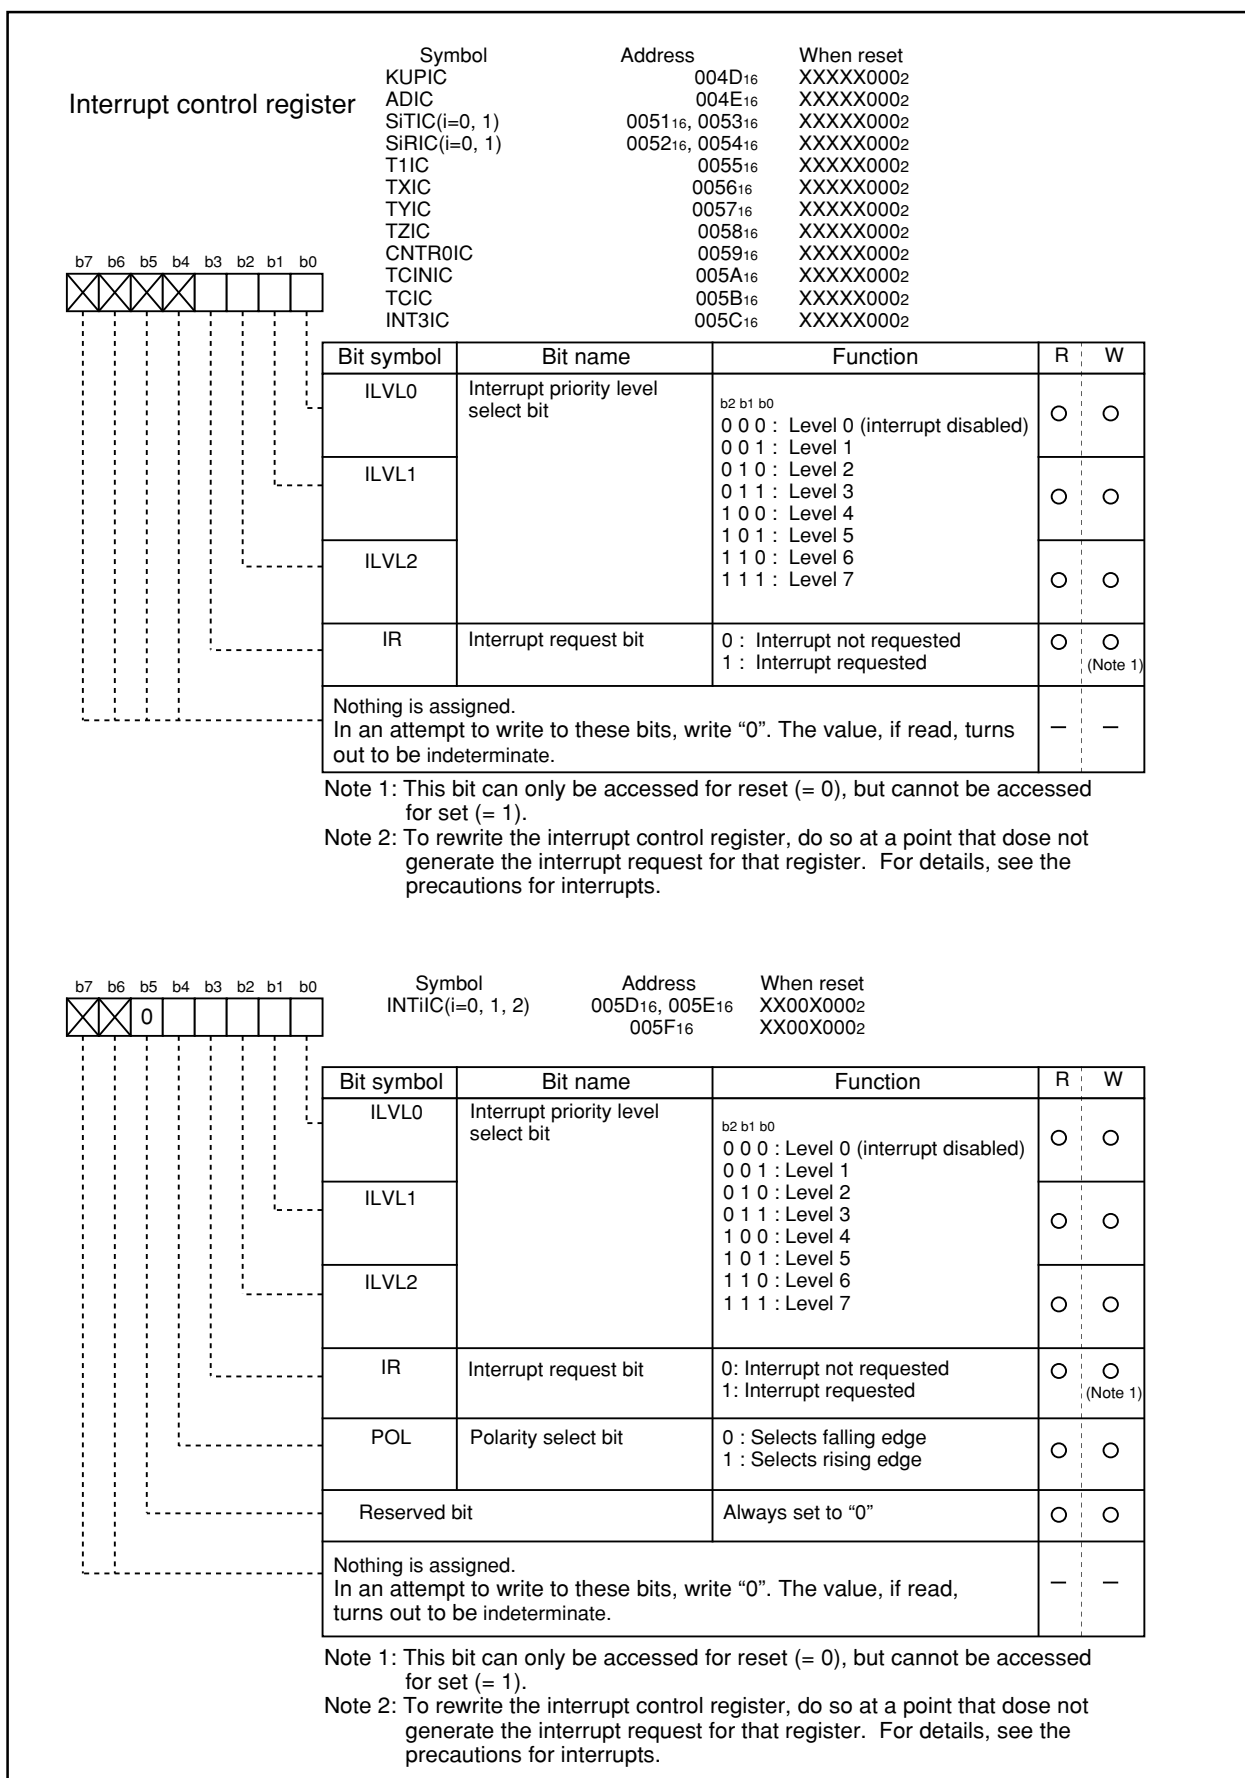 Symbol Address When reset
Interrupt control register
KUPIC 004D16 XXXXX0002
ADIC 004E16 XXXXX0002
SiTIC(i=0, 1) 005116, 005316 XXXXX0002
SiRIC(i=0, 1) 005216, 005416 XXXXX0002
T1IC 005516 XXXXX0002
TXIC 005616 XXXXX0002
TYIC 005716 XXXXX0002
TZIC 005816 XXXXX0002
CNTR0IC 005916 XXXXX0002
TCINIC 005A16 XXXXX0002
TCIC 005B16 XXXXX0002
INT3IC 005C16 XXXXX0002
b7 b6 b5 b4 b3 b2 b1 b0
Bit symbol Bit name Function R W
ILVL0 Interrupt priority level
select bit
b2 b1 b0
0 0 0 : Level 0 (interrupt disabled)
0 0 1 : Level 1
ILVL1 0 1 0 : Level 2
0 1 1 : Level 3
1 0 0 : Level 4
1 0 1 : Level 5
ILVL2 1 1 0 : Level 6
1 1 1 : Level 7
IR Interrupt request bit 0 : Interrupt not requested
1 : Interrupt requested (Note 1)
Nothing is assigned.
In an attempt to write to these bits, write “0”. The value, if read, turns – –
out to be indeterminate.
Note 1: This bit can only be accessed for reset (= 0), but cannot be accessed
for set (= 1).
Note 2: To rewrite the interrupt control register, do so at a point that dose not
generate the interrupt request for that register. For details, see the
precautions for interrupts.
Symbol Address When reset
b7 b6 b5 b4 b3 b2 b1 b0
INTiIC(i=0, 1, 2) 005D16, 005E16 XX00X0002
0
005F16 XX00X0002
Bit symbol Bit name Function R W
ILVL0 Interrupt priority level
select bit
b2 b1 b0
0 0 0 : Level 0 (interrupt disabled)
0 0 1 : Level 1
ILVL1 0 1 0 : Level 2
0 1 1 : Level 3
1 0 0 : Level 4
1 0 1 : Level 5
ILVL2 1 1 0 : Level 6
1 1 1 : Level 7
IR Interrupt request bit 0: Interrupt not requested
1: Interrupt requested (Note 1)
POL Polarity select bit 0 : Selects falling edge
1 : Selects rising edge
Reserved bit Always set to “0”
Nothing is assigned.
In an attempt to write to these bits, write “0”. The value, if read, – –
turns out to be indeterminate.
Note 1: This bit can only be accessed for reset (= 0), but cannot be accessed
for set (= 1).
Note 2: To rewrite the interrupt control register, do so at a point that dose not
generate the interrupt request for that register. For details, see the
precautions for interrupts.